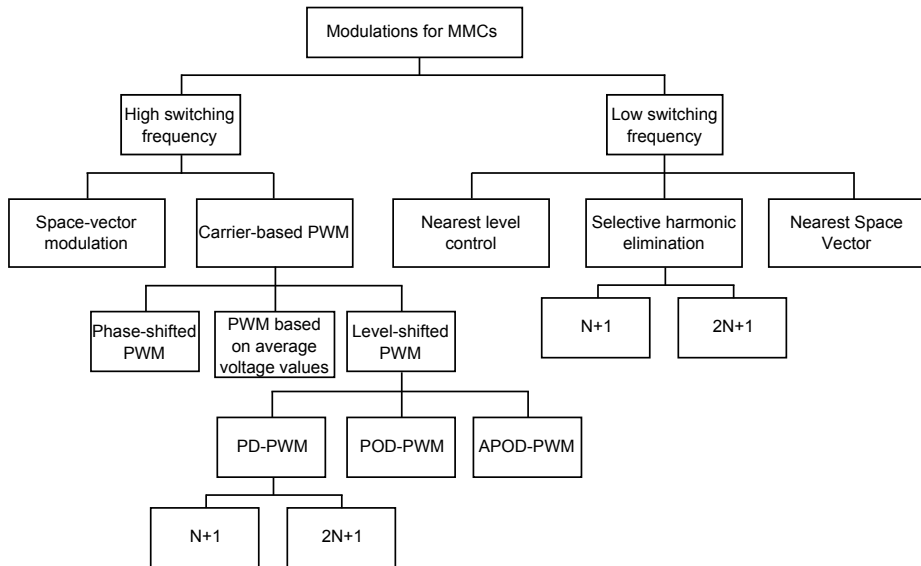 Modulations for MMCs
High switching
frequency
Low switching
frequency
Space-vector
modulation
Carrier-based PWM
Nearest level
control
Selective harmonic
elimination
Nearest Space
Vector
Phase-shifted
PWM
PWM based
on average
voltage values
Level-shifted
PWM
N+1
2N+1
PD-PWM
POD-PWM
APOD-PWM
N+1
2N+1